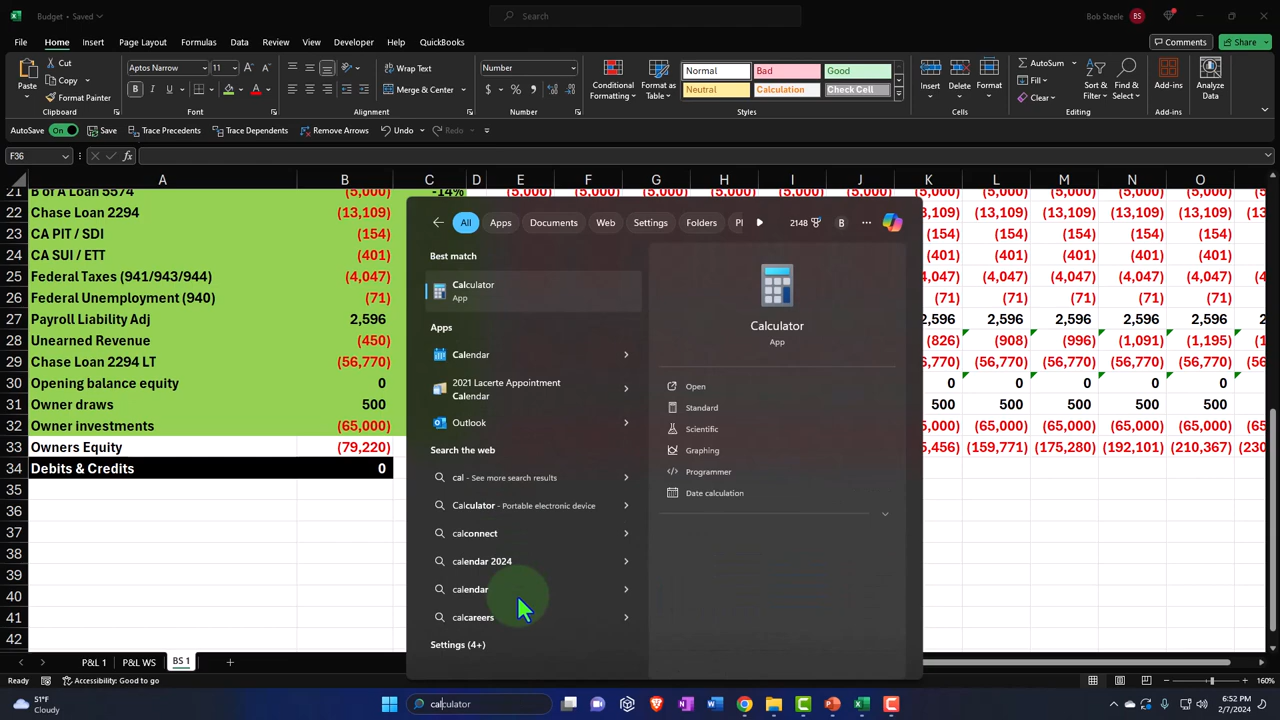 Budget • Saved
Search
Bob Steele
BS
File
Home
Insert
Page Layout
Formulas
Data
Review
View
Developer
Help
QuickBooks
Comments
Share
Cut
Copy
Format Painter
Paste
Clipboard
Aptos Narrow
11
Font
Wrap Text
Merge & Center
Alignment
Number
Number
Conditional Formatting
Format as Table
Normal
Bad
Good
Neutral
Calculation
Check Cell
Styles
Insert
Delete
Format
Cells
AutoSum
Fill
Clear
Sort & Filter
Find & Select
Editing
Add-ins
Add-ins
Analyze Data
AutoSave
On
Save
Trace Precedents
Trace Dependents
Remove Arrows
Undo
Redo
F36
fx
A B C D E F G H I J K L M N O
21 B of A Loan 5574 (5,000) -14% (5,000) (5,000) (5,000) (5,000) (5,000) (5,000) (5,000) (5,000) (5,000) (5,000)
22 Chase Loan 2294 (13,109) 13,109) (13,109) (13,109) (13,109) (13,109)
23 CA PIT / SDI (154) (154) (154) (154) (154) (154)
24 CA SUI / ETT (401) (401) (401) (401) (401) (401)
25 Federal Taxes (941/943/944) (4,047) (4,047) (4,047) (4,047) (4,047) (4,047)
26 Federal Unemployment (940) (71) (71) (71) (71) (71) (71)
27 Payroll Liability Adj 2,596 2,596 2,596 2,596 2,596 2,596
28 Unearned Revenue (450) (826) (908) (996) (1,091) (1,195) (1,
29 Chase Loan 2294 LT (56,770) 6,770) (56,770) (56,770) (56,770) (56,770) (56
30 Opening balance equity 0 0 0 0 0 0
31 Owner draws 500 500 500 500 500 500
32 Owner investments (65,000) 5,000) (65,000) (65,000) (65,000) (65,000) (65
33 Owners Equity (79,220) 5,456) (159,771) (175,280) (192,101) (210,367) (230
34 Debits & Credits 0
35
36
37
38
39
40
41
42
All
Apps
Documents
Web
Settings
Folders
2148
B
Best match
Calculator
App
Apps
Calendar
2021 Lacerte Appointment
Calendar
Outlook
Search the web
cal - See more search results
Calculator - Portable electronic device
calconnect
calendar 2024
calendar
calcareers
Settings (4+)
Calculator
App
Open
Standard
Scientific
Graphing
Programmer
Date calculation
P&L 1
P&L WS
BS 1
Ready
Accessibility: Good to go
160%
51°F
Cloudy
calculator
6:52 PM
2/7/2024